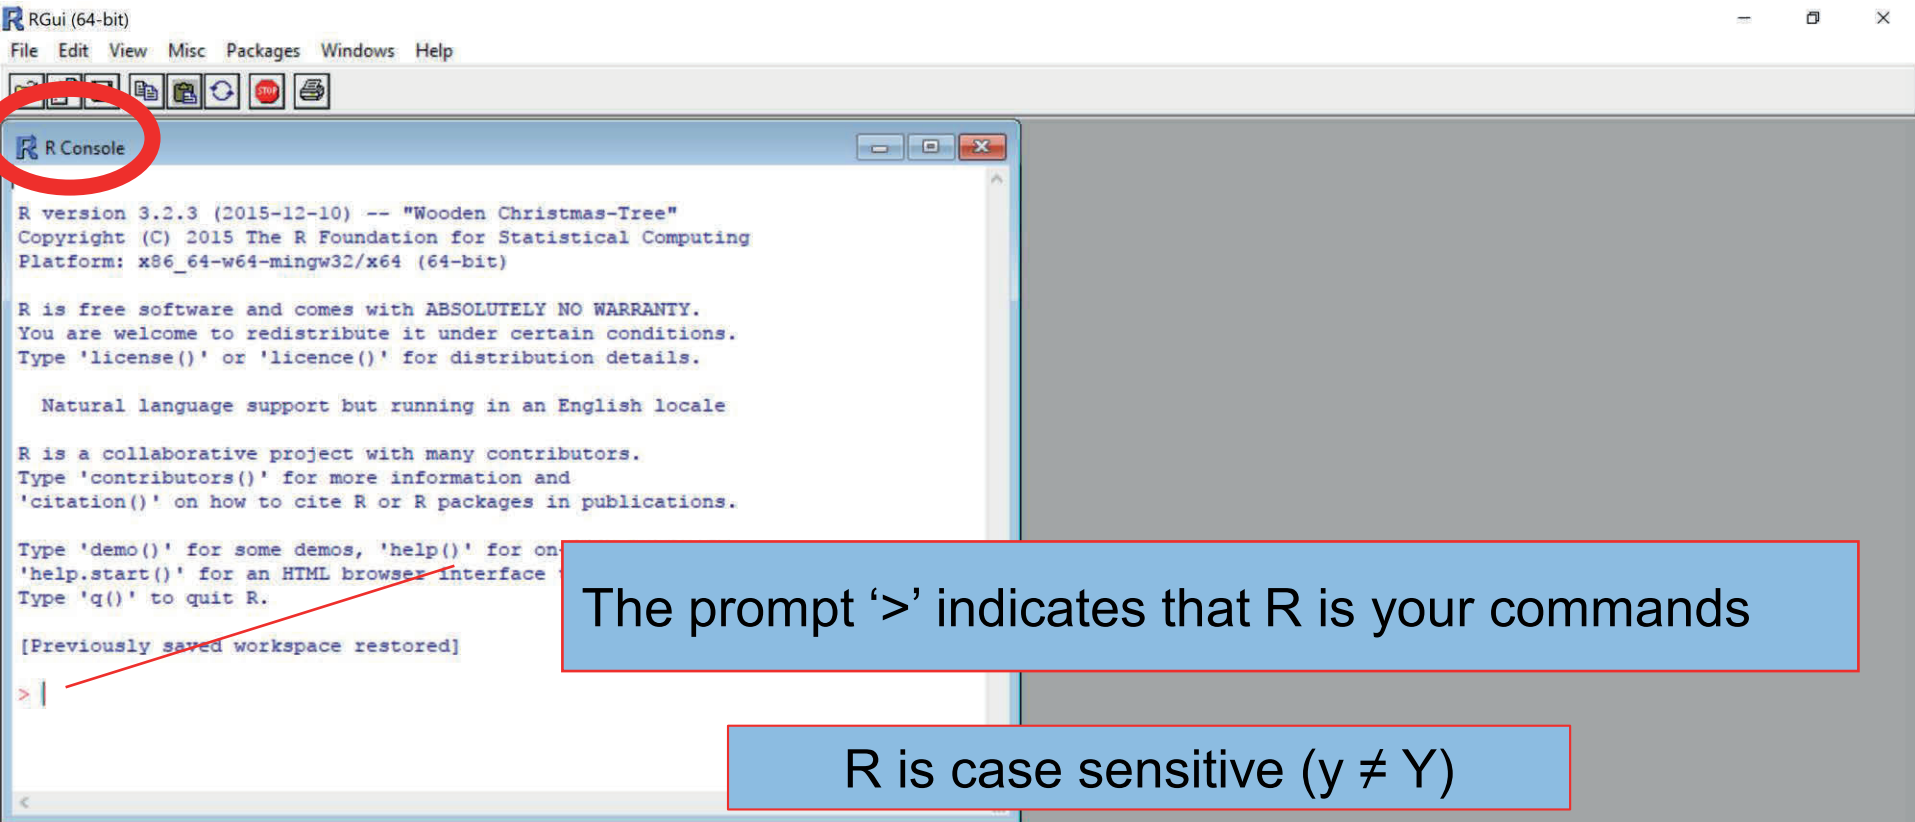 RGui (64-bit)
File Edit View Misc Packages Windows Help
STOP
R Console
R version 3.2.3 (2015-12-10) -- "Wooden Christmas-Tree"
Copyright (C) 2015 The R Foundation for Statistical Computing
Platform: x86_64-w64-mingw32/x64 (64-bit)
R is free software and comes with ABSOLUTELY NO WARRANTY.
You are welcome to redistribute it under certain conditions.
Type 'license()' or 'licence()' for distribution details.
Natural language support but running in an English locale
R is a collaborative project with many contributors.
Type 'contributors()' for more information and
'citation()' on how to cite R or R packages in publications.
Type 'demo()' for some demos, 'help()' for on-
'help.start()' for an HTML browser interface
Type 'q()' to quit R.
[Previously saved workspace restored]
>
The prompt ‘>’ indicates that R is your commands
R is case sensitive (y ≠ Y)